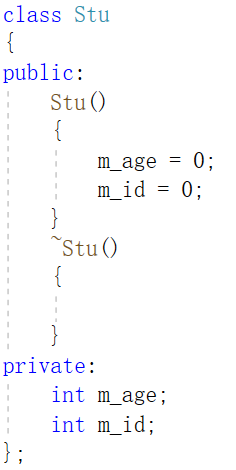 class Stu
{
public:
    Stu()
    {
        m_age = 0;
        m_id = 0;
    }
    ~Stu()
    {

    }
private:
    int m_age;
    int m_id;
};